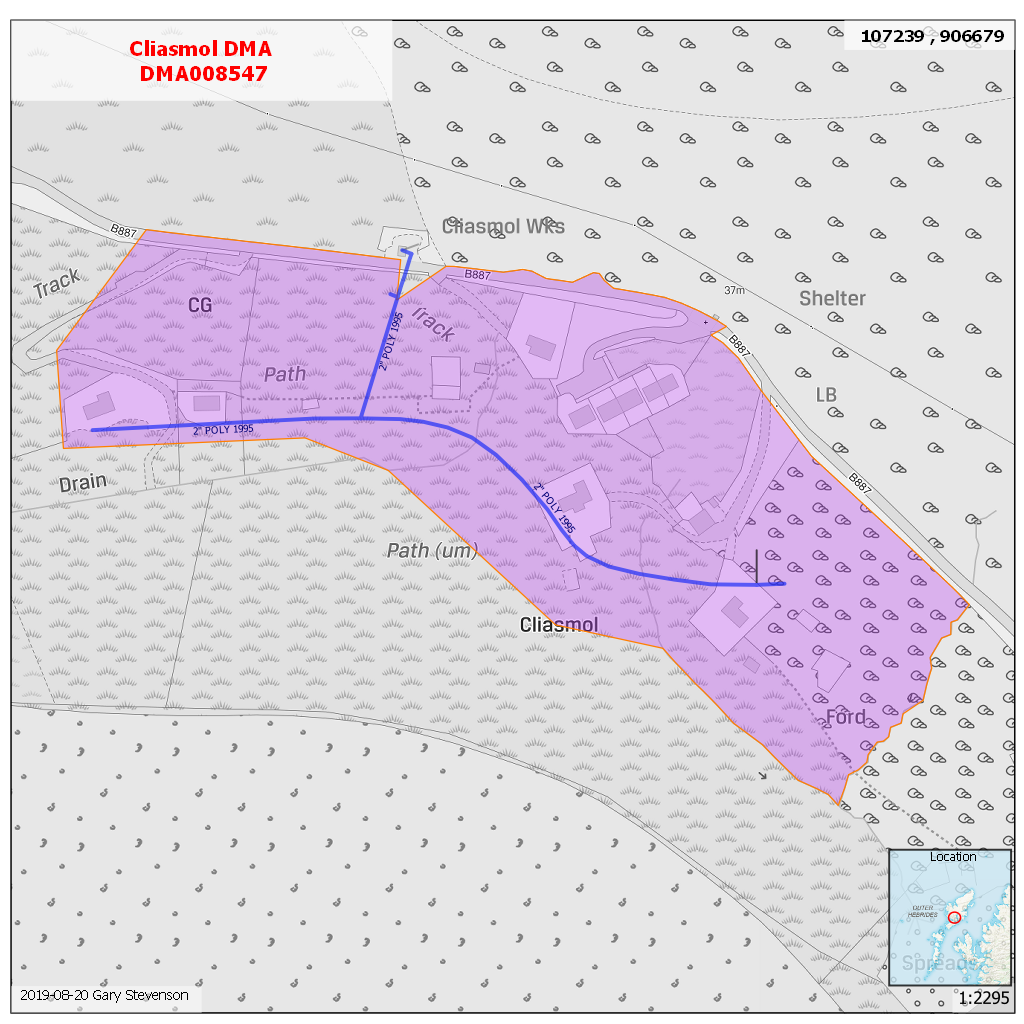 Cliasmol DMA
DMA008547
107239 , 906679
Cliasmol Wks
B887
B887
Track
37m
Shelter
CG
Track
2" POLY 1995
B887
Path
LB
2" POLY 1995
Drain
B887
2" POLY 1995
Path (um)
Cliasmol
Ford
Location
OUTER
HEBRIDES
Spreads
2019-08-20 Gary Stevenson
1:2295